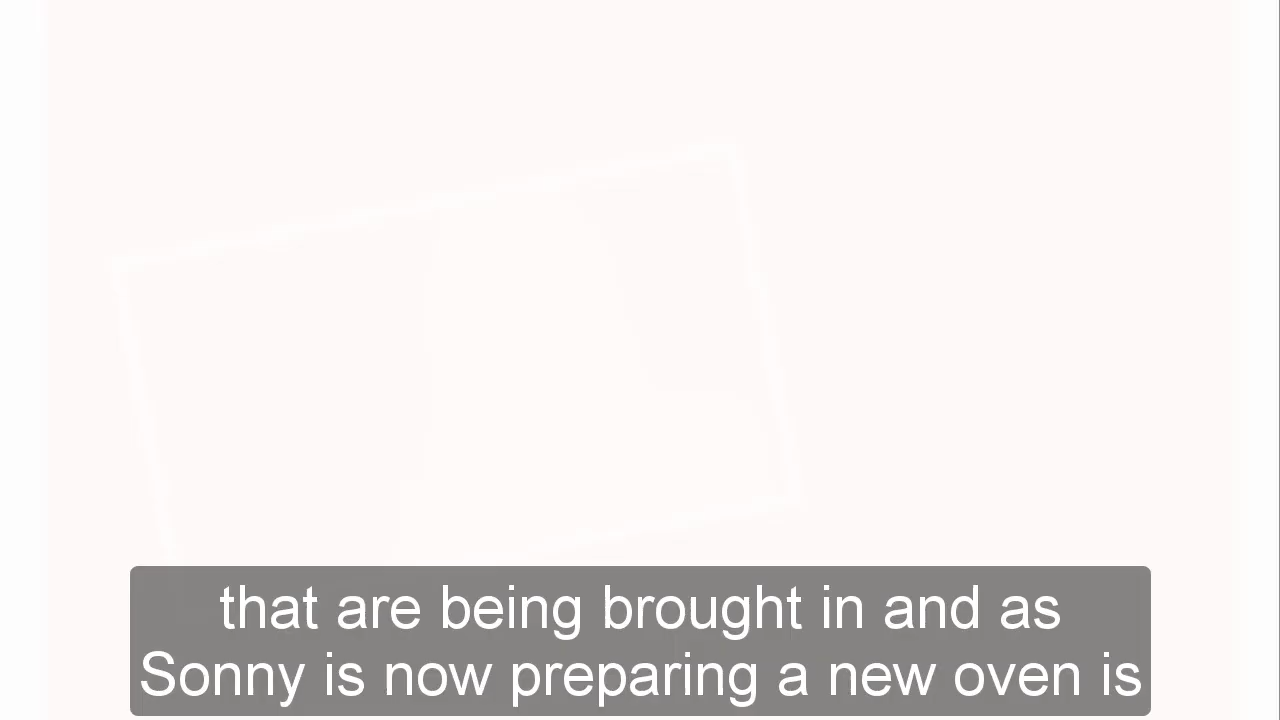 that are being brought in and as
Sonny is now preparing a new oven is